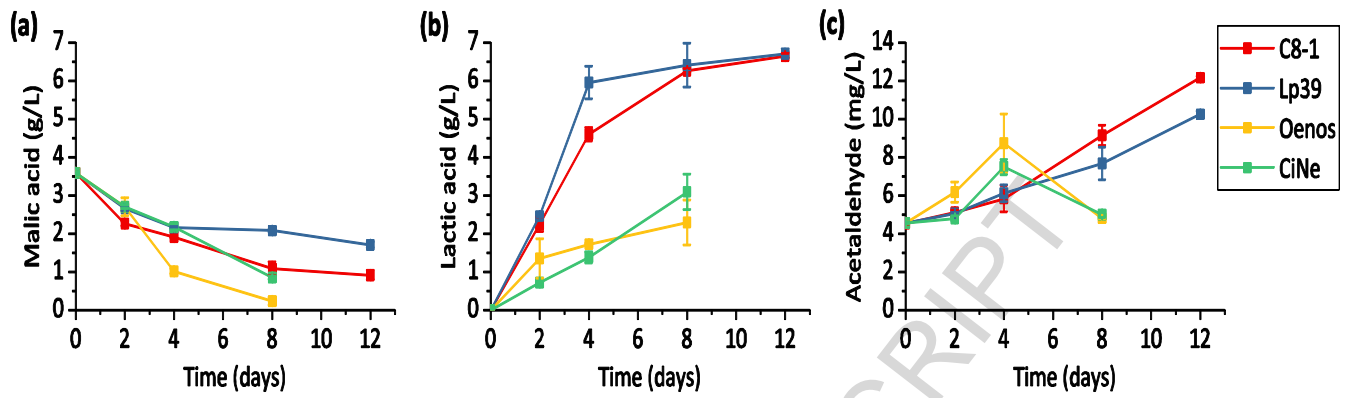 (a)
Malic acid (g/L)
7
6
5
4
3
2
1
0
0 2 4 6 8 10 12
Time (days)
(b)
Lactic acid (g/L)
7
6
5
4
3
2
1
0
0 2 4 6 8 10 12
Time (days)
(c)
Acetaldehyde (mg/L)
14
12
10
8
6
4
2
0
0 2 4 6 8 10 12
Time (days)
C8-1
Lp39
Oenos
CiNe
CRIPT